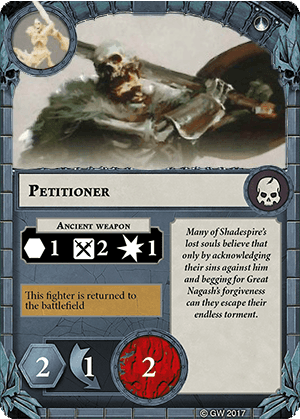 PETITIONER
ANCIENT WEAPON
1 2 1
This fighter is returned
to the battlefield
Many of Shadespire's
lost souls believe that
only by acknowledging
their sins against him
and begging for Great
Nagash's forgiveness
can they escape their
endless torment.
2 1 2
© GW 2017